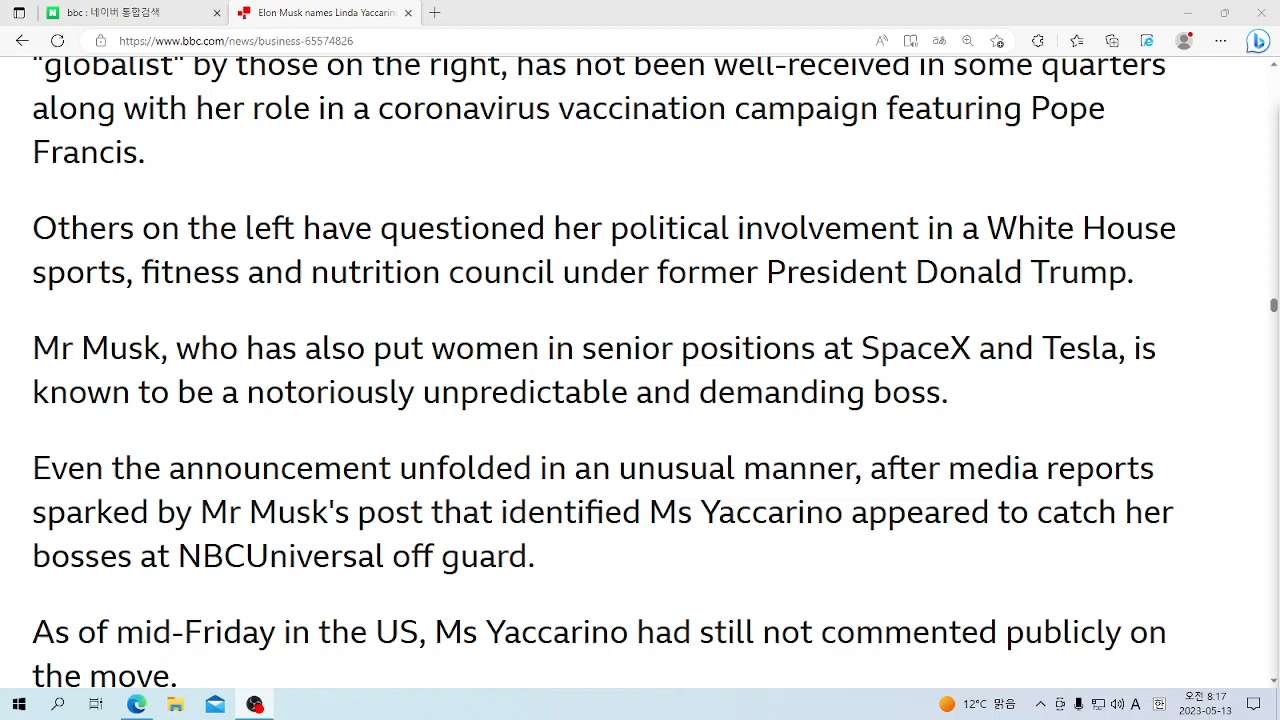 bbc : 네이버 통합검색
Elon Musk names Linda Yaccarin
https://www.bbc.com/news/business-65574826
"globalist" by those on the right, has not been well-received in some quarters
along with her role in a coronavirus vaccination campaign featuring Pope
Francis.
Others on the left have questioned her political involvement in a White House
sports, fitness and nutrition council under former President Donald Trump.
Mr Musk, who has also put women in senior positions at SpaceX and Tesla, is
known to be a notoriously unpredictable and demanding boss.
Even the announcement unfolded in an unusual manner, after media reports
sparked by Mr Musk's post that identified Ms Yaccarino appeared to catch her
bosses at NBCUniversal off guard.
As of mid-Friday in the US, Ms Yaccarino had still not commented publicly on
the move.
12°C 맑음
A
오전 8:17
2023-05-13